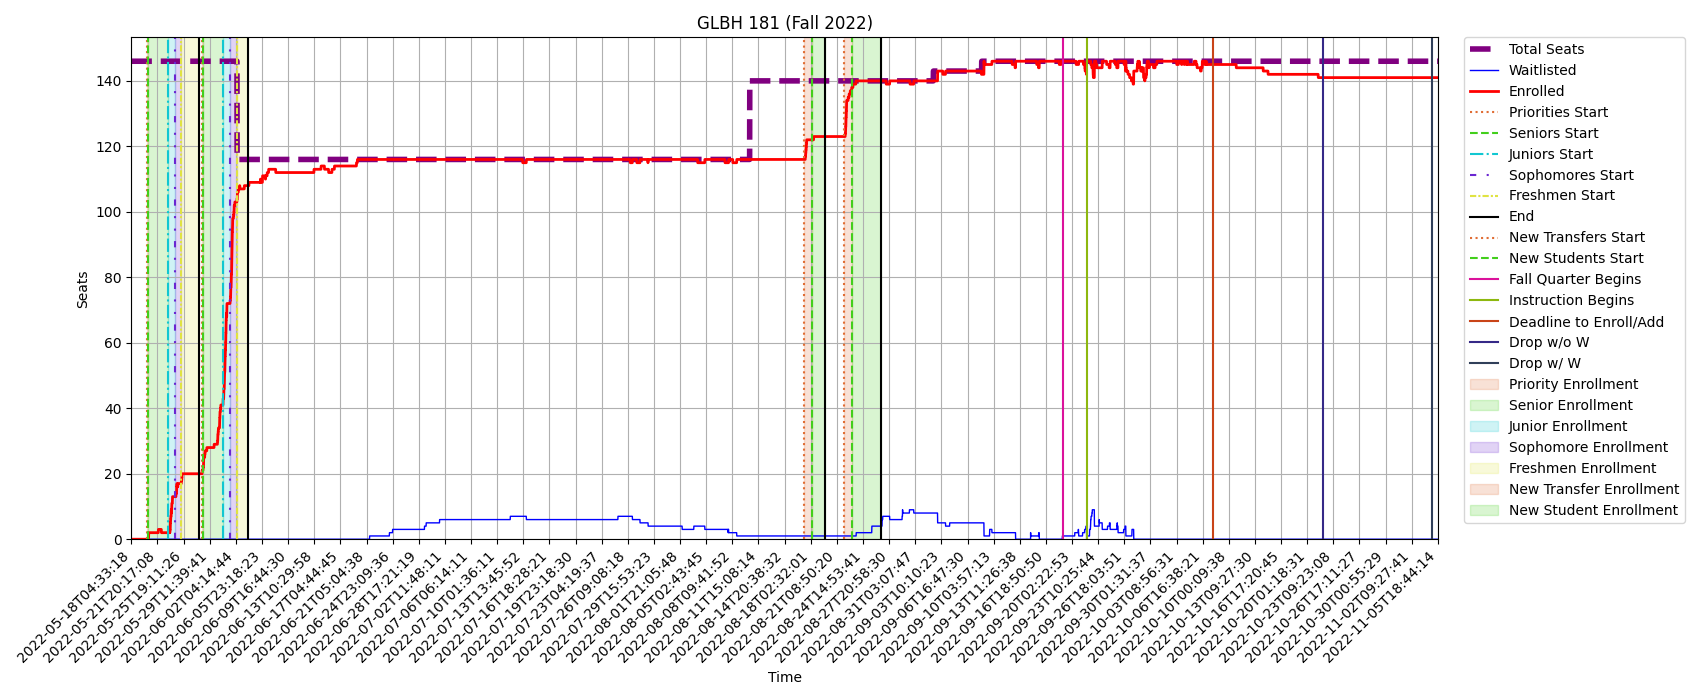 GLBH 181 (Fall 2022)
Seats
140
120
100
80
60
40
20
0
2022-05-18T04:33:18
2022-05-21T20:17:08
2022-05-25T19:11:26
2022-05-29T11:39:41
2022-06-02T04:14:44
2022-06-05T23:18:23
2022-06-09T16:44:30
2022-06-13T10:29:58
2022-06-17T04:44:45
2022-06-21T05:04:38
2022-06-24T23:09:36
2022-06-28T17:21:19
2022-07-02T11:48:11
2022-07-06T06:14:11
2022-07-10T01:36:11
2022-07-13T13:45:52
2022-07-16T18:28:21
2022-07-19T23:18:30
2022-07-23T04:19:37
2022-07-26T09:08:18
2022-07-29T15:53:23
2022-08-01T21:05:48
2022-08-05T02:43:45
2022-08-08T09:41:52
2022-08-11T15:08:14
2022-08-14T20:38:32
2022-08-18T02:32:01
2022-08-21T08:50:20
2022-08-24T14:53:41
2022-08-27T20:58:30
2022-08-31T03:07:47
2022-09-03T10:10:23
2022-09-06T16:47:30
2022-09-10T03:57:13
2022-09-13T11:26:38
2022-09-16T18:50:50
2022-09-20T02:22:53
2022-09-23T10:25:44
2022-09-26T18:03:51
2022-09-30T01:31:37
2022-10-03T08:56:31
2022-10-06T16:38:21
2022-10-10T00:09:38
2022-10-13T09:27:30
2022-10-16T17:20:45
2022-10-20T01:18:31
2022-10-23T09:23:08
2022-10-26T17:11:27
2022-10-30T00:55:29
2022-11-02T09:27:41
2022-11-05T18:44:14
Time
Total Seats
Waitlisted
Enrolled
Priorities Start
Seniors Start
Juniors Start
Sophomores Start
Freshmen Start
End
New Transfers Start
New Students Start
Fall Quarter Begins
Instruction Begins
Deadline to Enroll/Add
Drop w/o W
Drop w/ W
Priority Enrollment
Senior Enrollment
Junior Enrollment
Sophomore Enrollment
Freshmen Enrollment
New Transfer Enrollment
New Student Enrollment